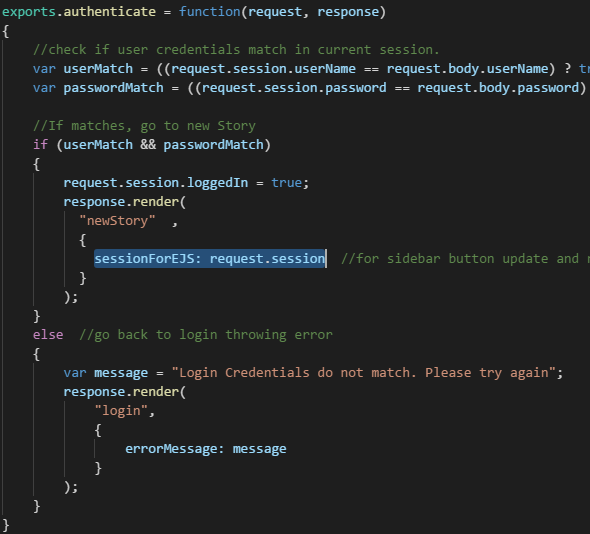 exports.authenticate = function(request, response)
{
//check if user credentials match in current session.
var userMatch = ((request.session.userName == request.body.userName) ?
var passwordMatch = ((request.session.password == request.body.password)
//If matches, go to new Story
if (userMatch && passwordMatch)
{
request.session.loggedIn = true;
response.render(
"newStory"  ,
{
sessionForEJS: request.session  //for sidebar button update and
}
);
}
else  //go back to login throwing error
{
var message = "Login Credentials do not match. Please try again";
response.render(
"login",
{
errorMessage: message
}
);
}
}